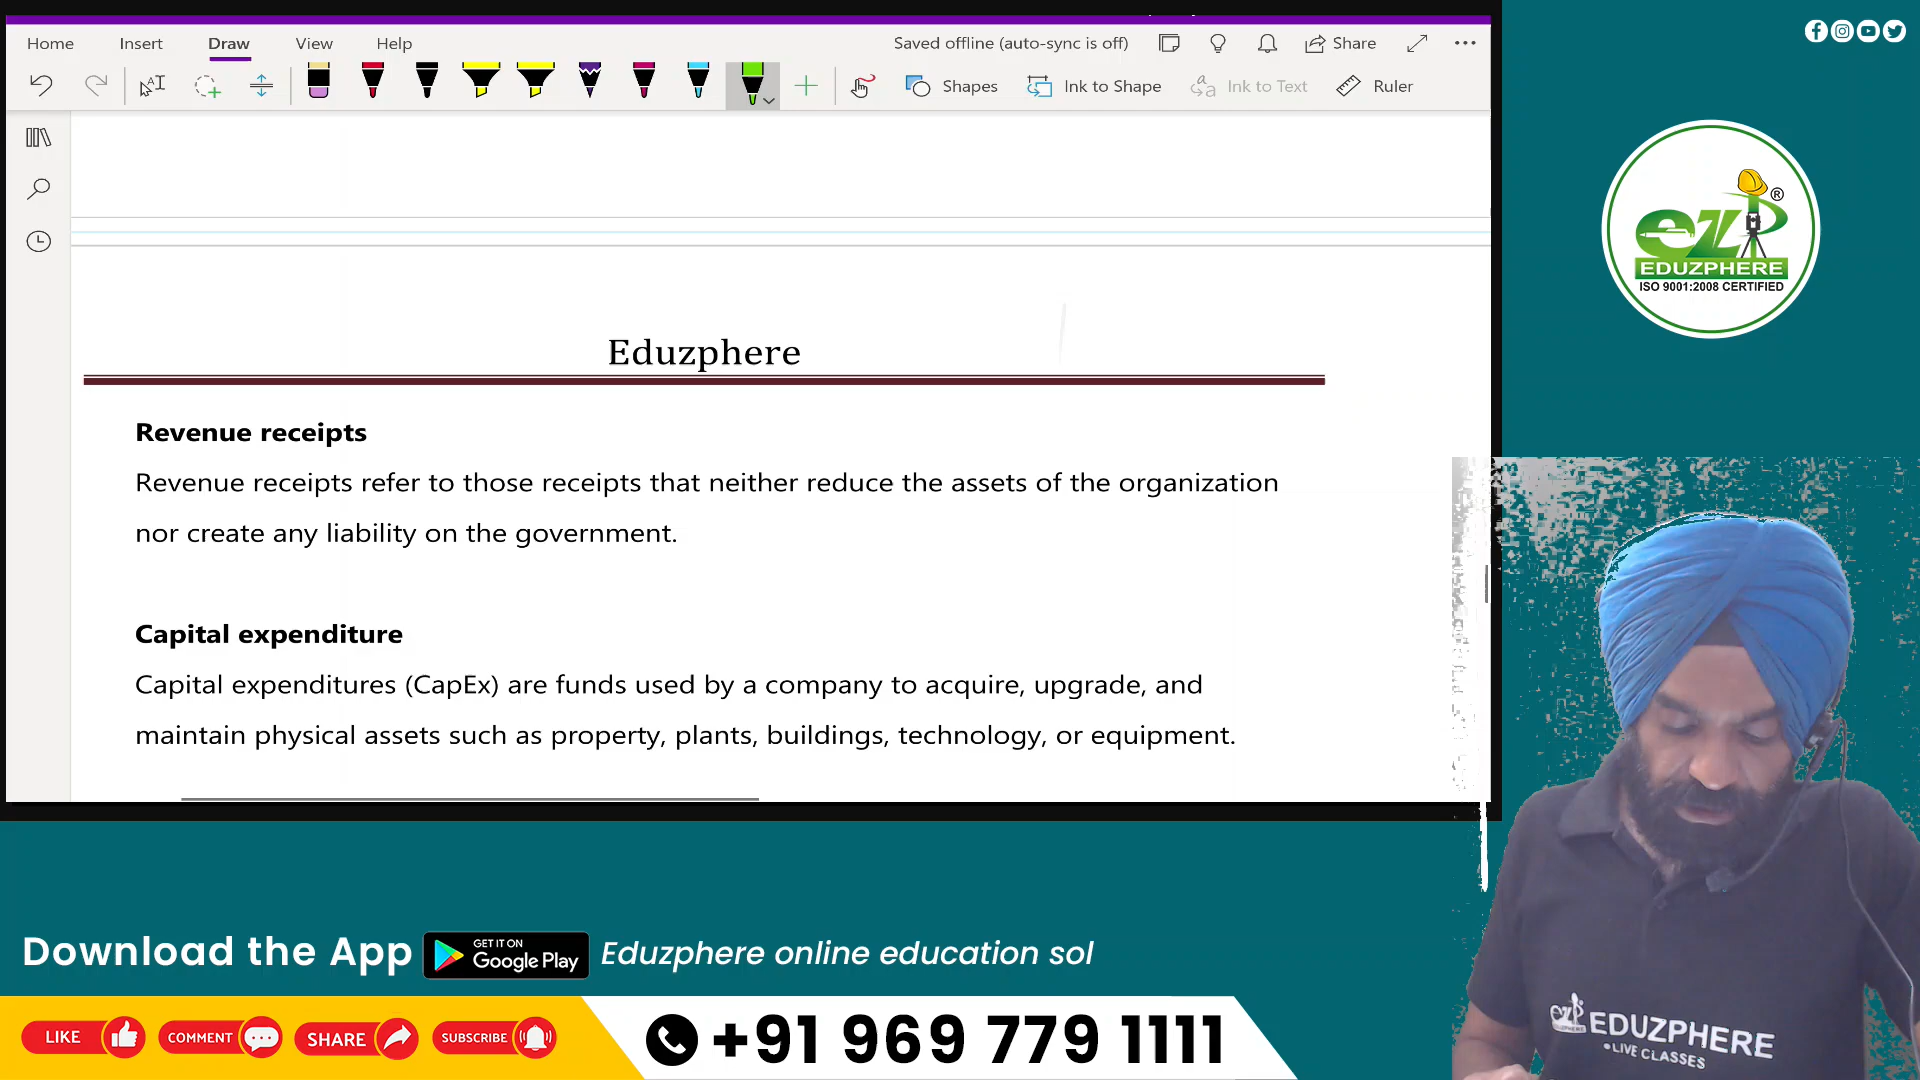 Home Insert Draw View Help Saved offline (auto-sync is off) Share
Shapes Ink to Shape Ink to Text Ruler
Eduzphere
Revenue receipts
Revenue receipts refer to those receipts that neither reduce the assets of the organization
nor create any liability on the government.
Capital expenditure
Capital expenditures (CapEx) are funds used by a company to acquire, upgrade, and
maintain physical assets such as property, plants, buildings, technology, or equipment.
ezp ®
EDUZPHERE
ISO 9001:2008 CERTIFIED
ezp EDUZPHERE
•LIVE CLASSES
Download the App GET IT ON Google Play Eduzphere online education sol
LIKE COMMENT SHARE SUBSCRIBE +91 969 779 1111